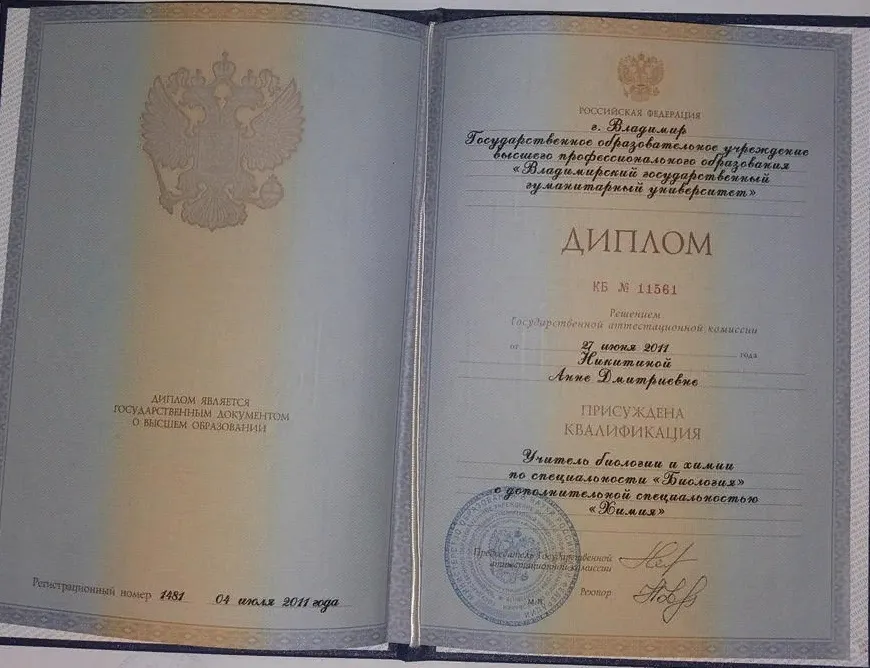 ДИПЛОМ ЯВЛЯЕТСЯ
ГОСУДАРСТВЕННЫМ ДОКУМЕНТОМ
О ВЫСШЕМ ОБРАЗОВАНИИ
Регистрационный номер 1481 04 июля 2011 года
РОССИЙСКАЯ ФЕДЕРАЦИЯ
г. Владимир
Государственное образовательное учреждение
высшего профессионального образования
«Владимирский государственный
гуманитарный университет»
ДИПЛОМ
КБ № 11561
Решением
Государственной аттестационной комиссии
от 27 июня 2011 года
Никитиной
Анне Дмитриевне
ПРИСУЖДЕНА
КВАЛИФИКАЦИЯ
Учитель биологии и химии
по специальности «Биология»
с дополнительной специальностью
«Химия»
Председатель Государственной
аттестационной комиссии
Ректор
М.П.